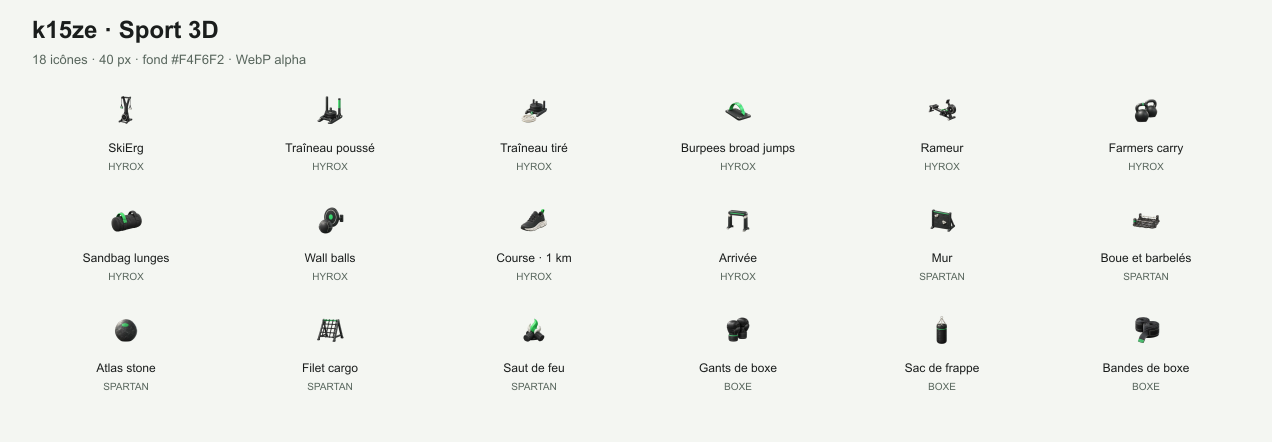 k15ze · Sport 3D
18 icônes · 40 px · fond #F4F6F2 · WebP alpha
SkiErg
HYROX
Traîneau poussé
HYROX
Traîneau tiré
HYROX
Burpees broad jumps
HYROX
Rameur
HYROX
Farmers carry
HYROX
Sandbag lunges
HYROX
Wall balls
HYROX
Course · 1 km
HYROX
Arrivée
HYROX
Mur
SPARTAN
Boue et barbelés
SPARTAN
Atlas stone
SPARTAN
Filet cargo
SPARTAN
Saut de feu
SPARTAN
Gants de boxe
BOXE
Sac de frappe
BOXE
Bandes de boxe
BOXE